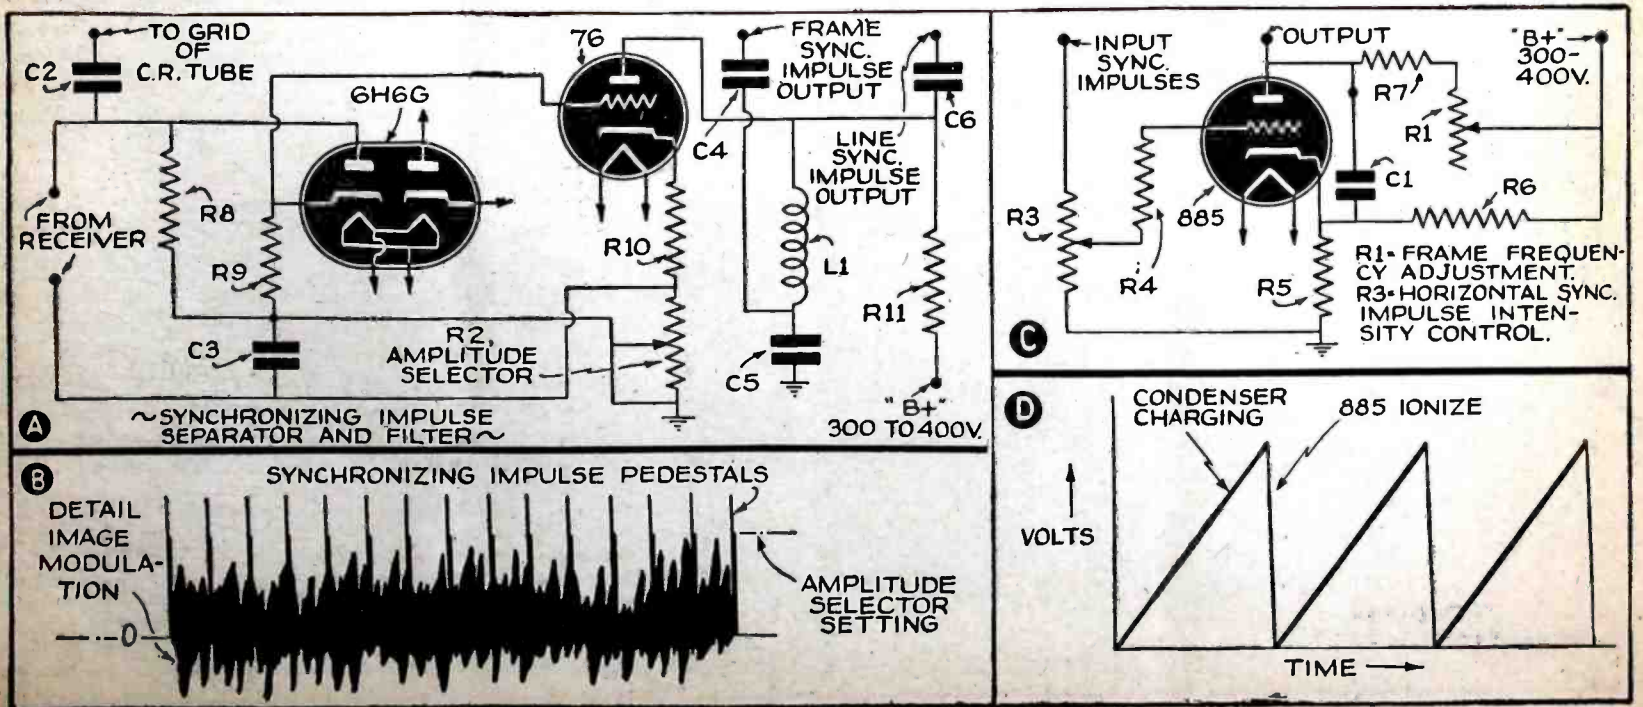 TO GRID
OF
C.R. TUBE
C2
6H6G
76
FRAME
SYNC.
IMPULSE
OUTPUT
C4
C6
LINE
SYNC.
IMPULSE
OUTPUT
FROM
RECEIVER
R8
R9
R10
L1
R11
C3
R2,
AMPLITUDE
SELECTOR
C5
"B+"
300 TO 400V.
A
~SYNCHRONIZING IMPULSE
SEPARATOR AND FILTER~
B
SYNCHRONIZING IMPULSE PEDESTALS
DETAIL
IMAGE
MODULA-
TION
0
AMPLITUDE
SELECTOR
SETTING
INPUT
SYNC.
IMPULSES
OUTPUT
"B+"
300-
400V.
R7
R1
C1
R6
885
R3
R4
R5
R1=FRAME FREQUEN-
CY ADJUSTMENT.
R3=HORIZONTAL SYNC.
IMPULSE INTEN-
SITY CONTROL.
C
D
CONDENSER
CHARGING
885 IONIZE
VOLTS
TIME